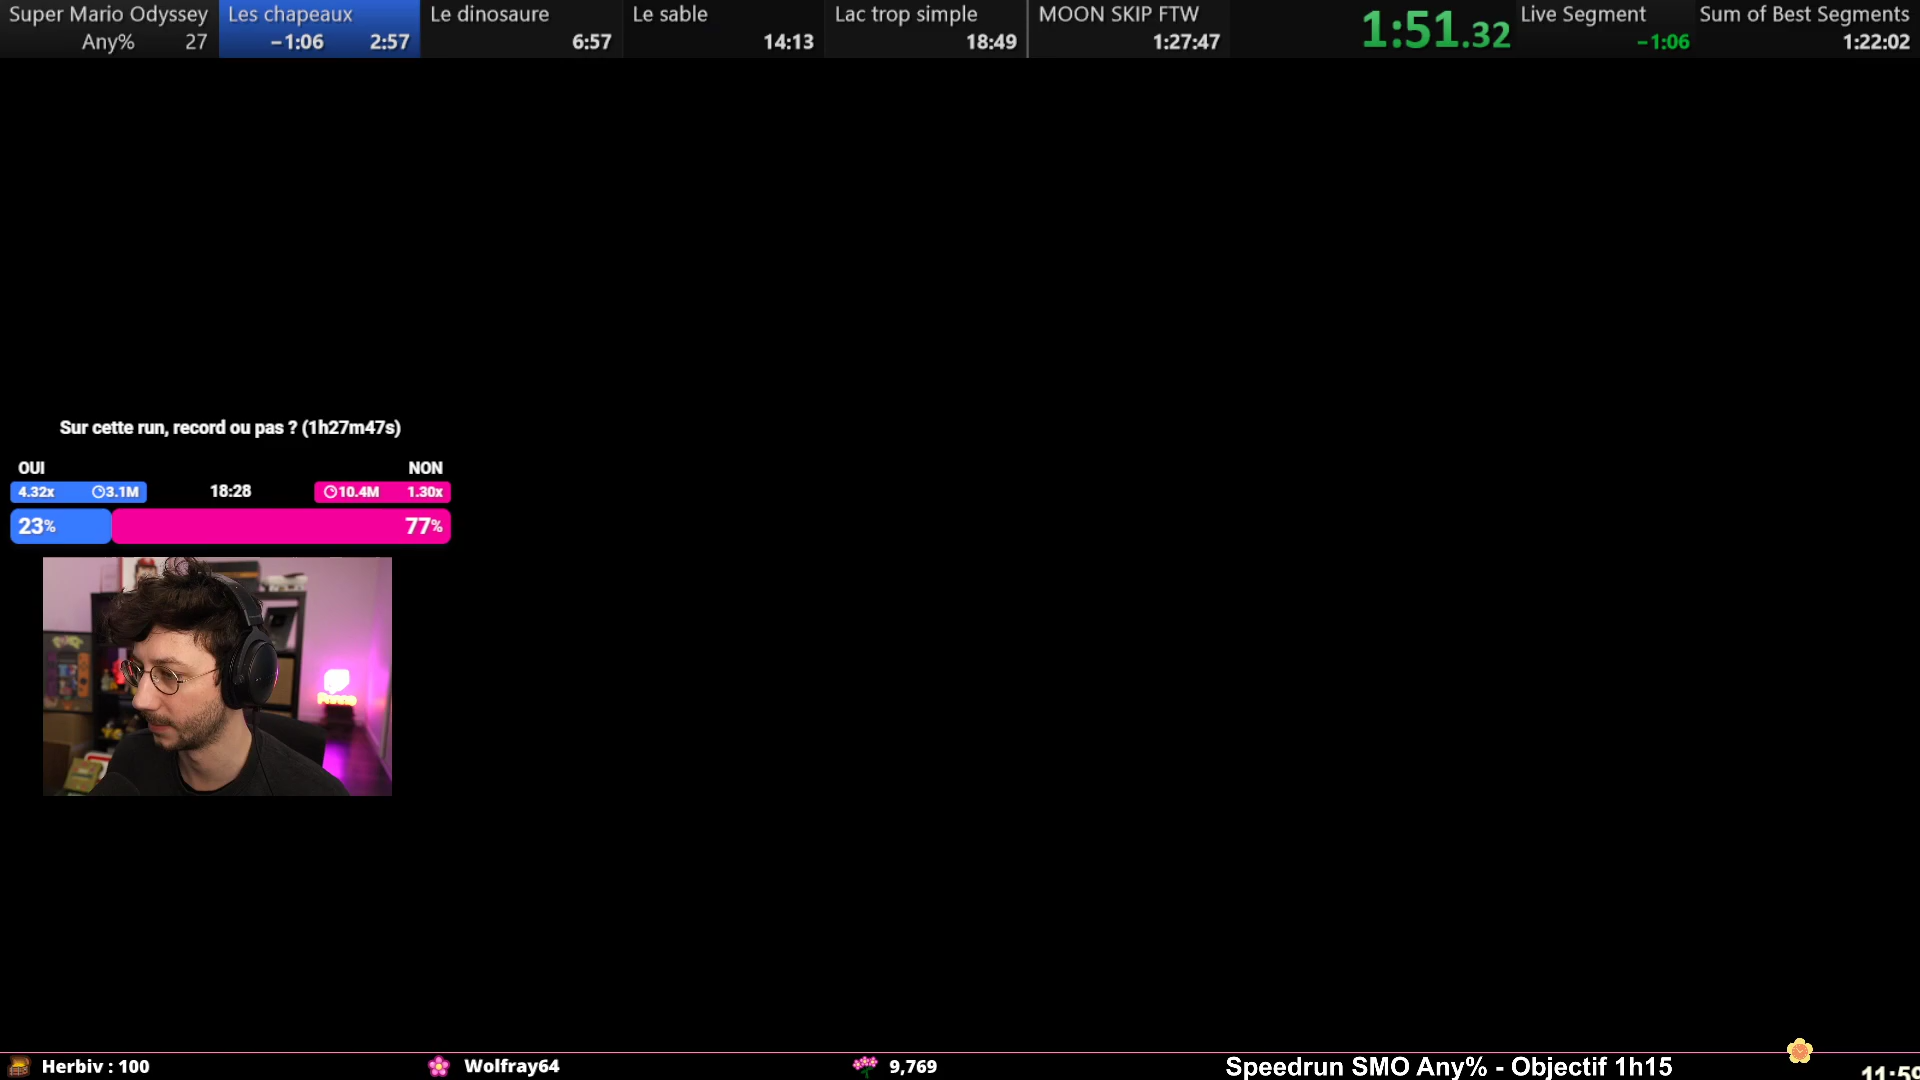 Super Mario Odyssey
Any% 27
Les chapeaux
−1:06 2:57
Le dinosaure
6:57
Le sable
14:13
Lac trop simple
18:49
MOON SKIP FTW
1:27:47
1:51.32
Live Segment
−1:06
Sum of Best Segments
1:22:02
Sur cette run, record ou pas ? (1h27m47s)
OUI NON
4.32x 3.1M 18:28 10.4M 1.30x
23% 77%
Herbiv : 100
Wolfray64
9,769
Speedrun SMO Any% - Objectif 1h15
11:59